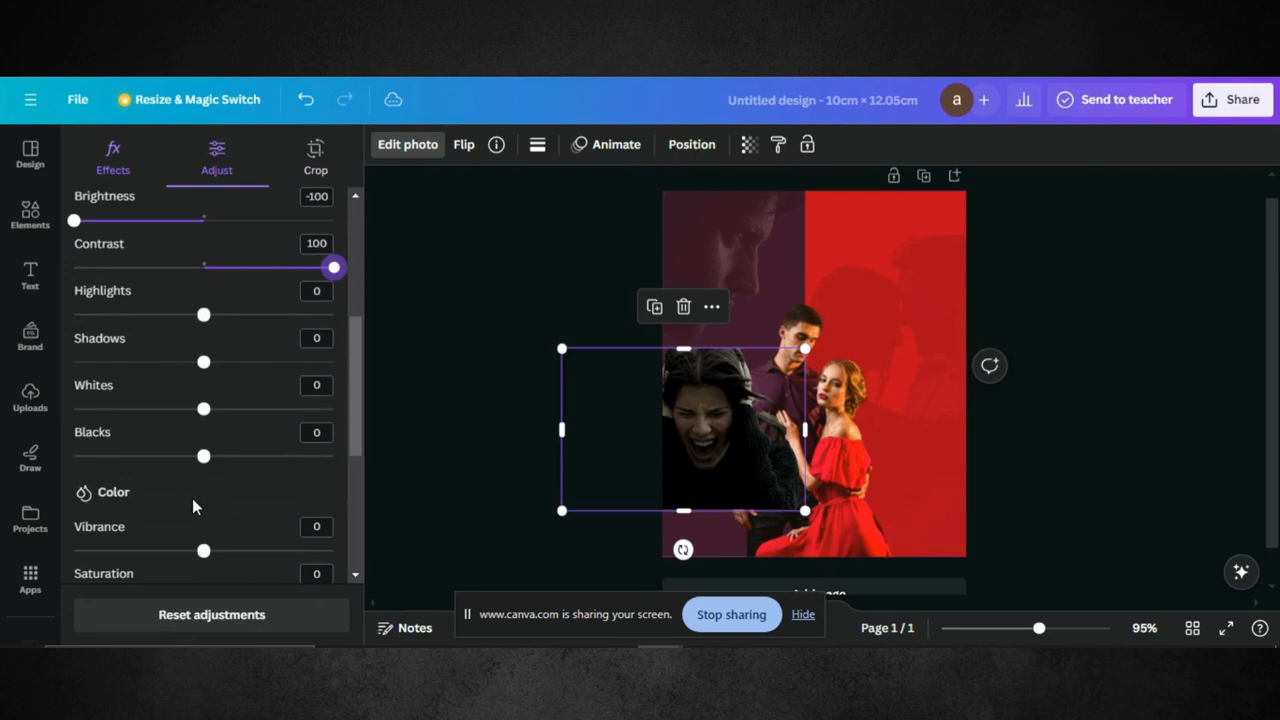 File
Resize & Magic Switch
Untitled design - 10cm × 12.05cm
a
Send to teacher
Share
Design
Elements
Text
Brand
Uploads
Draw
Projects
Apps
fx
Effects
Adjust
Crop
Edit photo
Flip
Animate
Position
Brightness -100
Contrast 100
Highlights 0
Shadows 0
Whites 0
Blacks 0
Color
Vibrance 0
Saturation 0
Reset adjustments
www.canva.com is sharing your screen.
Stop sharing
Hide
Notes
Page 1 / 1
95%